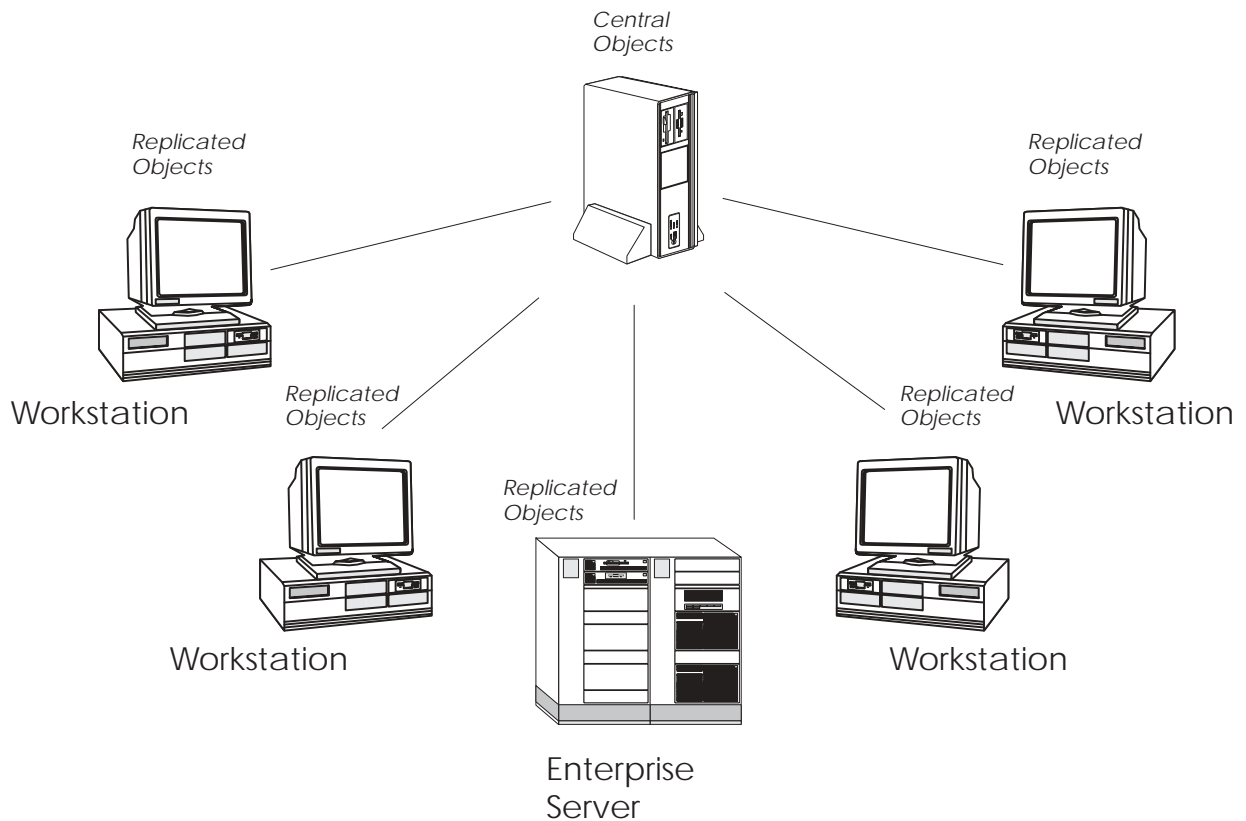 Central
Objects
Replicated
Objects
Replicated
Objects
Workstation
Replicated
Objects
Replicated
Objects
Workstation
Replicated
Objects
Workstation
Workstation
Enterprise
Server